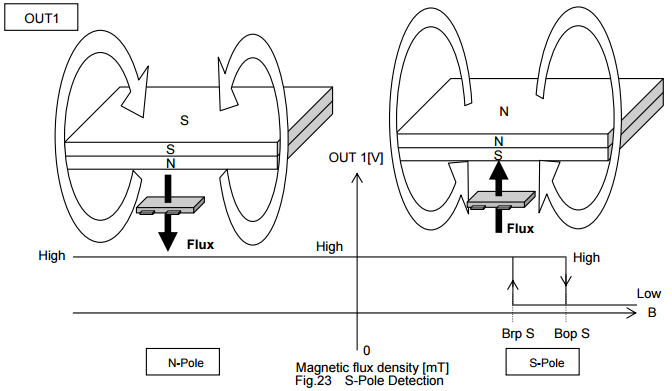 OUT1
S
S
N
Flux
N
N
S
Flux
OUT 1[V]
High
High
High
Low
B
Brp S
Bop S
0
N-Pole
S-Pole
Magnetic flux density [mT]
Fig.23 S-Pole Detection